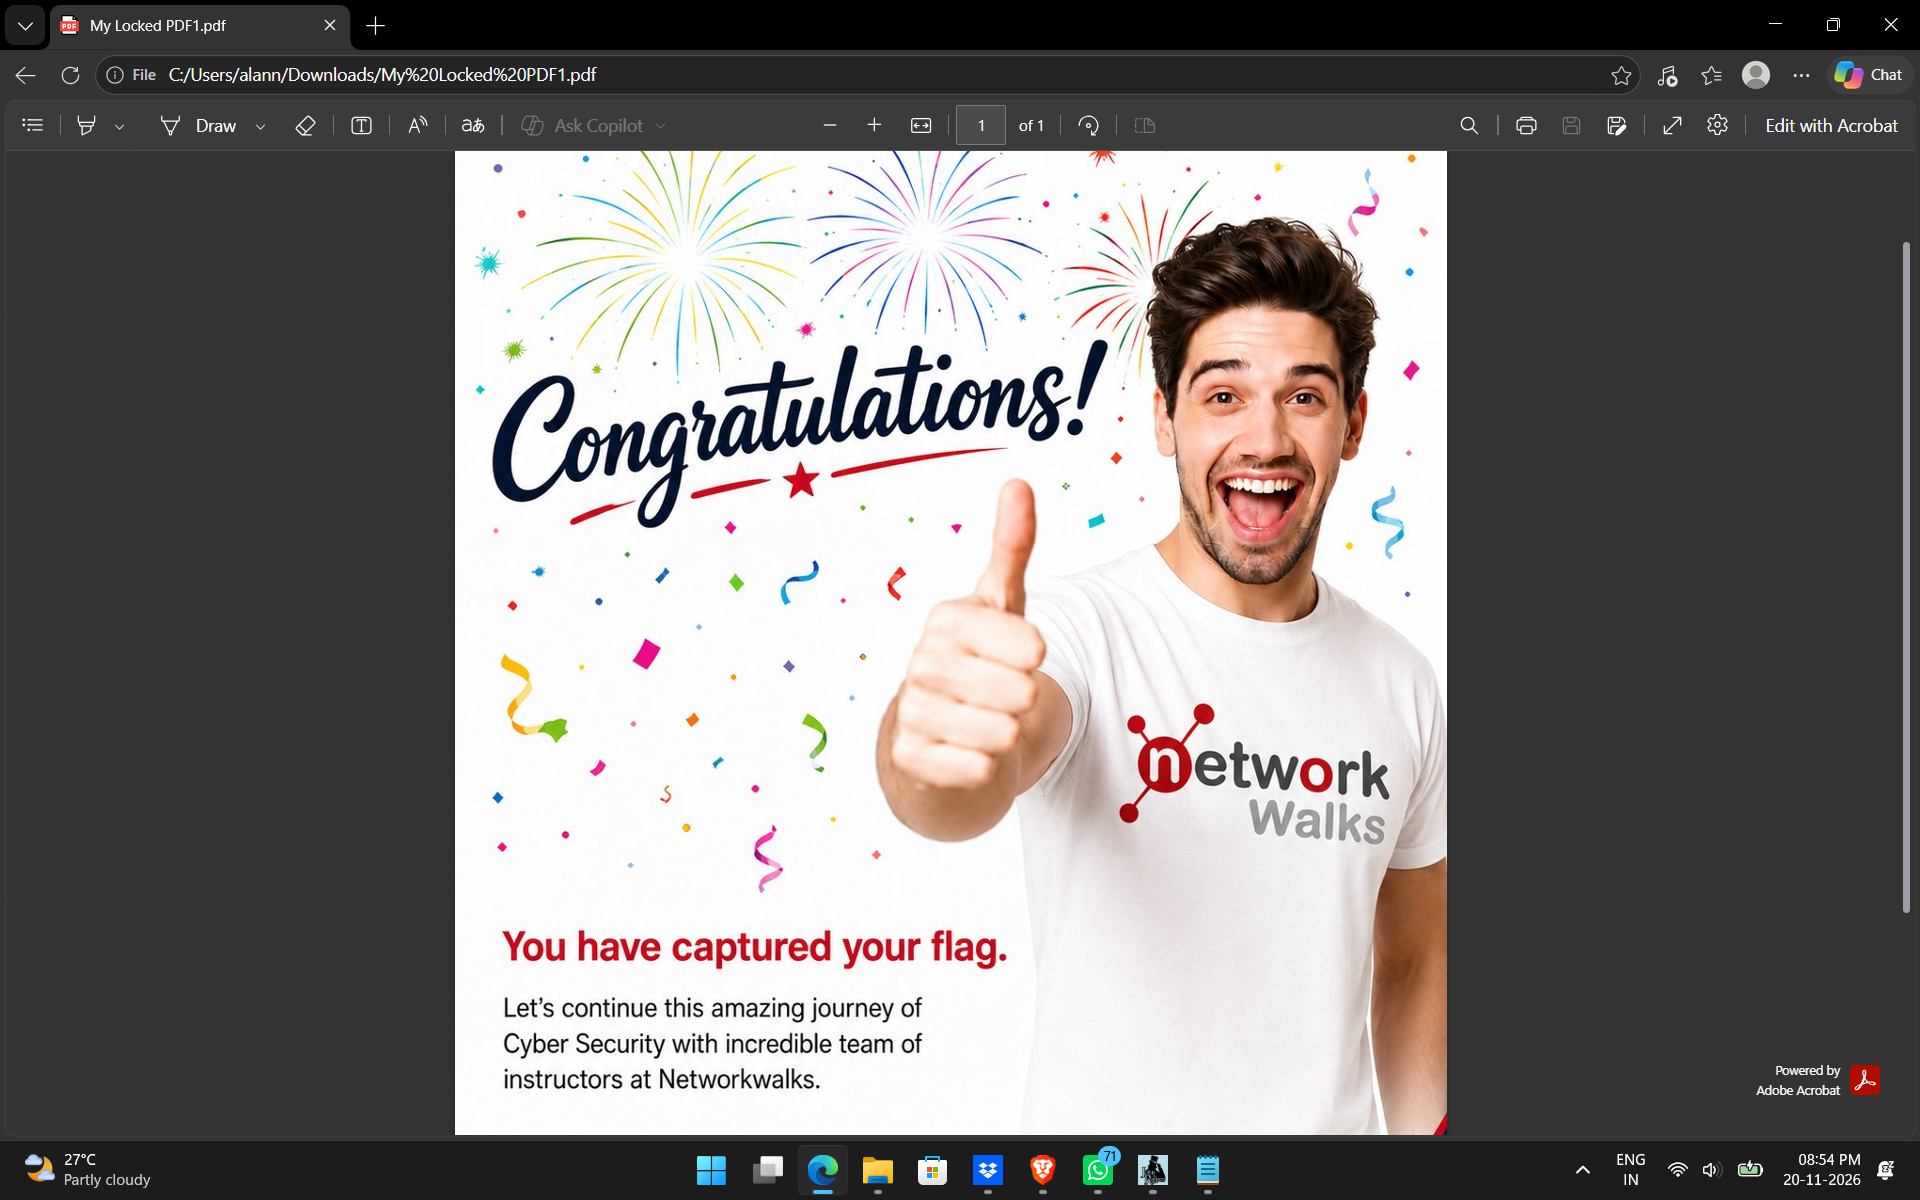 My Locked PDF1.pdf
File C:/Users/alann/Downloads/My%20Locked%20PDF1.pdf
Chat
Draw
aあ
Ask Copilot
1 of 1
Edit with Acrobat
Congratulations!
network
Walks
You have captured your flag.
Let's continue this amazing journey of
Cyber Security with incredible team of
instructors at Networkwalks.
Powered by
Adobe Acrobat
27°C
Partly cloudy
71
ENG
IN
08:54 PM
20-11-2026